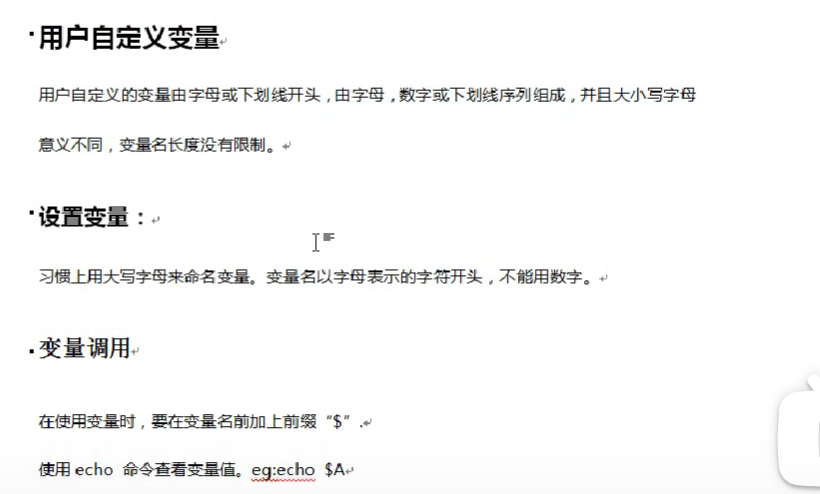 用户自定义变量
用户自定义的变量由字母或下划线开头，由字母，数字或下划线序列组成，并且大小写字母
意义不同，变量名长度没有限制。
设置变量：
习惯上用大写字母来命名变量。变量名以字母表示的字符开头，不能用数字。
变量调用
在使用变量时，要在变量名前加上前缀“$”.
使用 echo 命令查看变量值。eg:echo $A